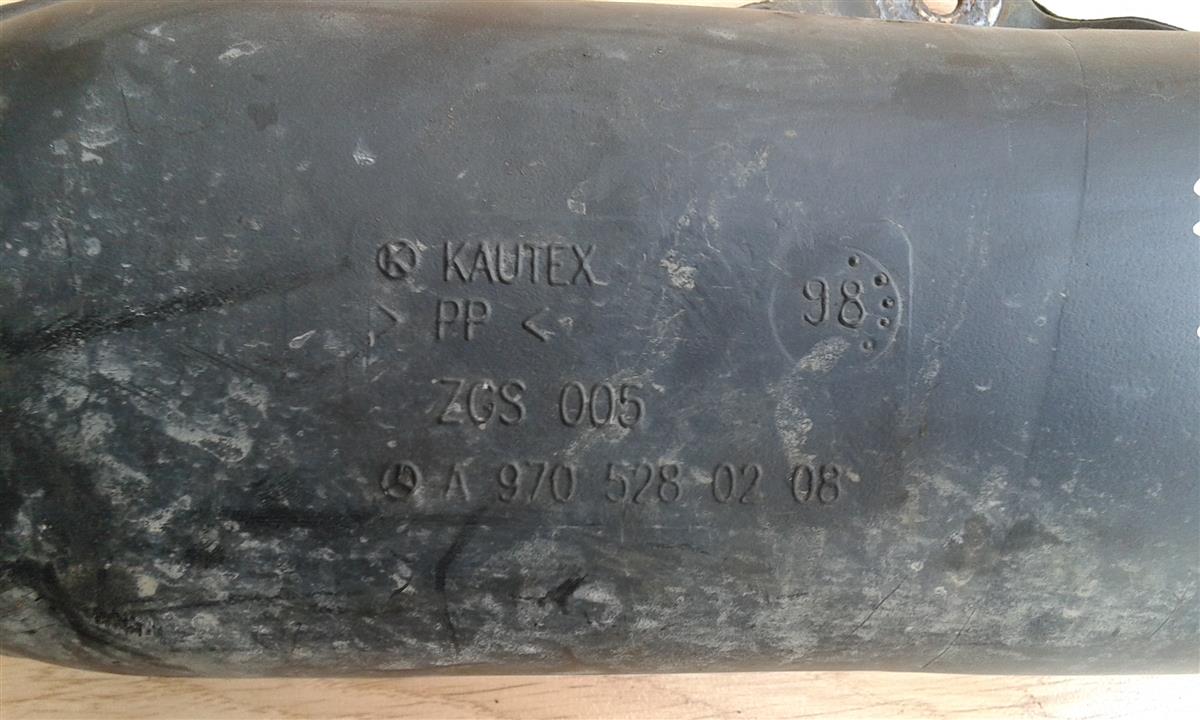 K KAUTEX
> PP <
98
ZGS 005
A 970 528 02 08